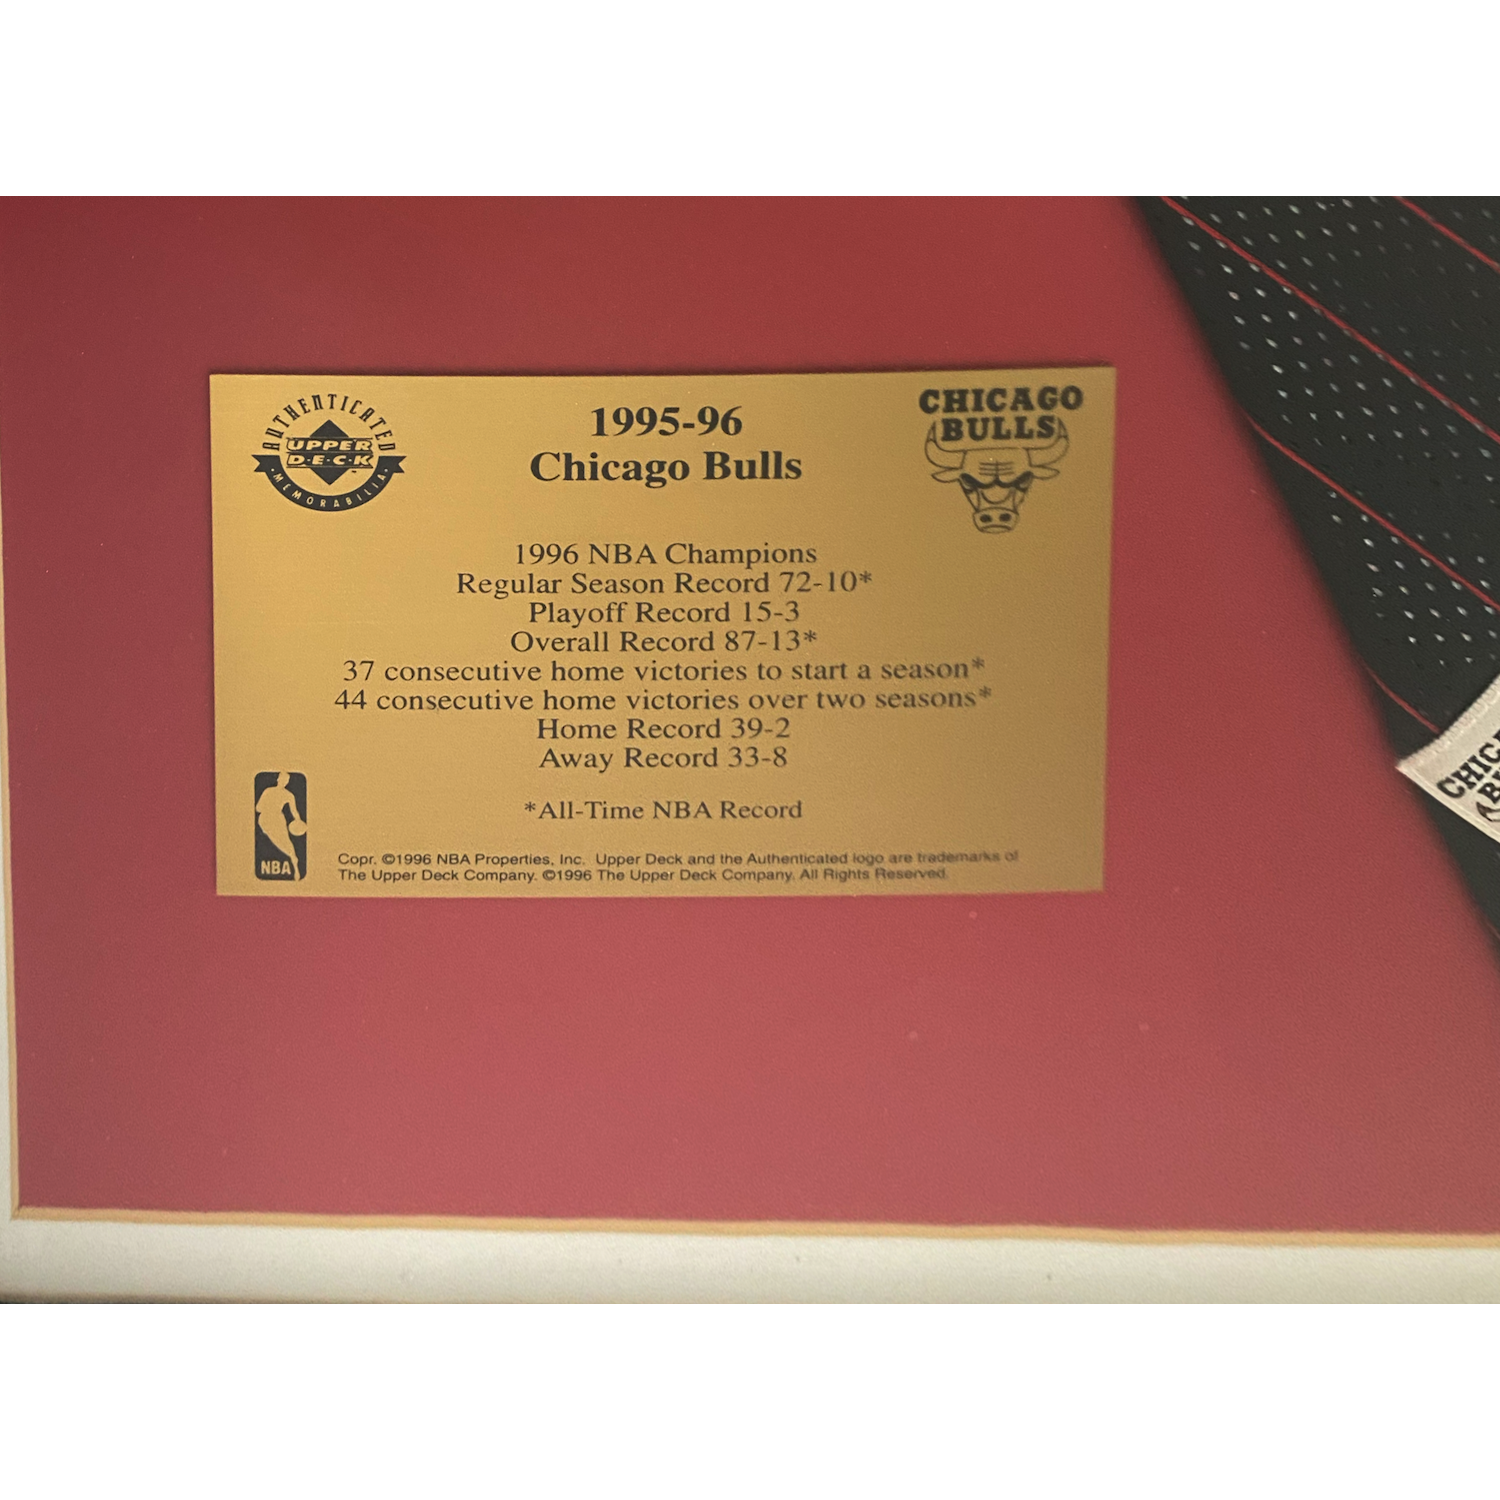 AUTHENTICATED
UPPER
D·E·C·K
·MEMORABILIA·
1995-96
Chicago Bulls
CHICAGO
BULLS
1996 NBA Champions
Regular Season Record 72-10*
Playoff Record 15-3
Overall Record 87-13*
37 consecutive home victories to start a season*
44 consecutive home victories over two seasons*
Home Record 39-2
Away Record 33-8
*All-Time NBA Record
NBA
Copr. ©1996 NBA Properties, Inc. Upper Deck and the Authenticated logo are trademarks of
The Upper Deck Company. ©1996 The Upper Deck Company. All Rights Reserved.